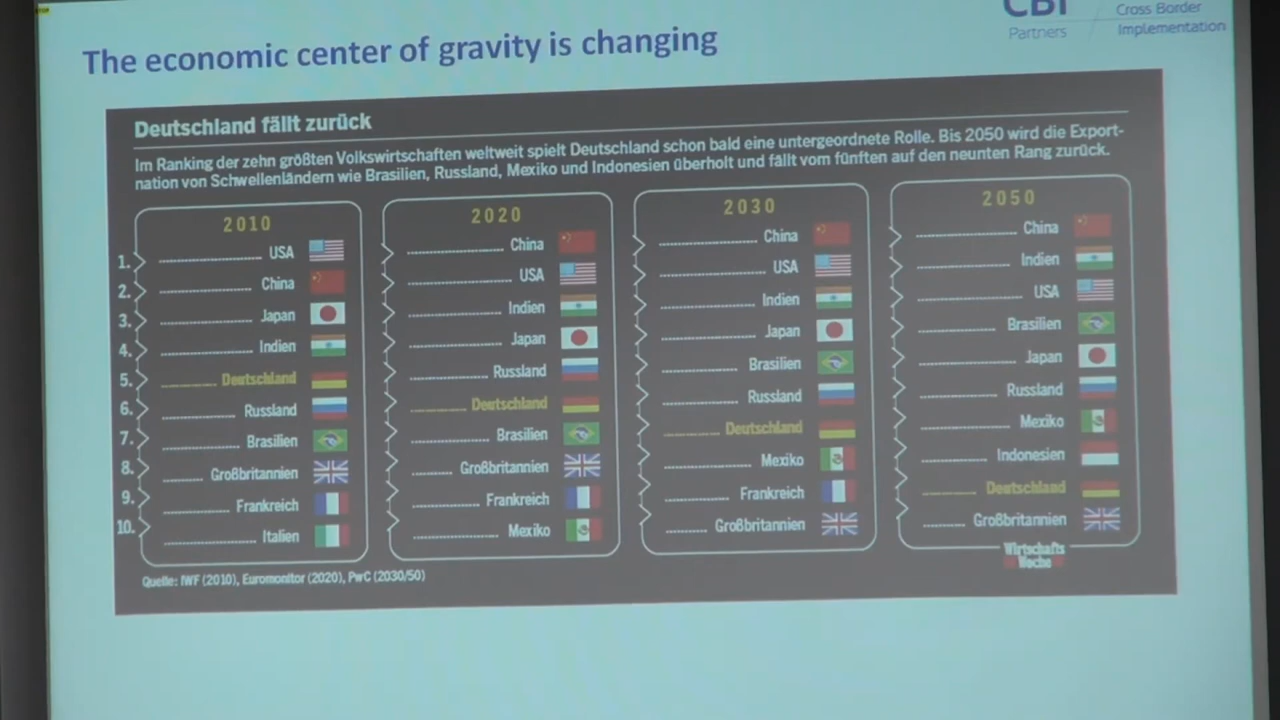 CBI
Partners
Cross Border
Implementation
The economic center of gravity is changing
Deutschland fällt zurück
Im Ranking der zehn größten Volkswirtschaften weltweit spielt Deutschland schon bald eine untergeordnete Rolle. Bis 2050 wird die Export-
nation von Schwellenländern wie Brasilien, Russland, Mexiko und Indonesien überholt und fällt vom fünften auf den neunten Rang zurück.
2010
1. USA
2. China
3. Japan
4. Indien
5. Deutschland
6. Russland
7. Brasilien
8. Großbritannien
9. Frankreich
10. Italien
2020
China
USA
Indien
Japan
Russland
Deutschland
Brasilien
Großbritannien
Frankreich
Mexiko
2030
China
USA
Indien
Japan
Brasilien
Russland
Deutschland
Mexiko
Frankreich
Großbritannien
2050
China
Indien
USA
Brasilien
Japan
Russland
Mexiko
Indonesien
Deutschland
Großbritannien
Quelle: IWF (2010), Euromonitor (2020), PwC (2030/50)
Wirtschafts
Woche